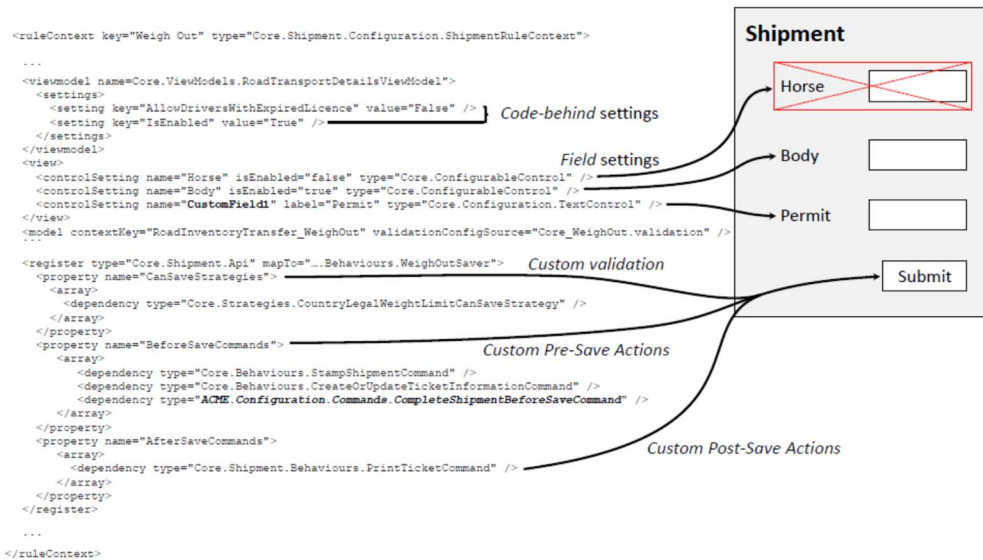 <ruleContext key="Weigh Out" type="Core.Shipment.Configuration.ShipmentRuleContext">
...
<viewmodel name=Core.ViewModels.RoadTransportDetailsViewModel">
<settings>
<setting key="AllowDriversWithExpiredLicence" value="False" />
<setting key="IsEnabled" value="True" />
Code-behind settings
</settings>
</viewmodel>
<view>
Field settings
<controlSetting name="Horse" isEnabled="false" type="Core.ConfigurableControl" />
<controlSetting name="Body" isEnabled="true" type="Core.ConfigurableControl" />
<controlSetting name="CustomField1" label="Permit" type="Core.Configuration.TextControl" />
</view>
<model contextKey="RoadInventoryTransfer_WeighOut" validationConfigSource="Core_WeighOut.validation" />
...
<register type="Core.Shipment.Api" mapTo="….Behaviours.WeighOutSaver">
Custom validation
<property name="CanSaveStrategies">
<array>
<dependency type="Core.Strategies.CountryLegalWeightLimitCanSaveStrategy" />
</array>
</property>
<property name="BeforeSaveCommands">
Custom Pre-Save Actions
<array>
<dependency type="Core.Behaviours.StampShipmentCommand" />
<dependency type="Core.Behaviours.CreateOrUpdateTicketInformationCommand" />
<dependency type="ACME.Configuration.Commands.CompleteShipmentBeforeSaveCommand" />
</array>
</property>
<property name="AfterSaveCommands">
Custom Post-Save Actions
<array>
<dependency type="Core.Shipment.Behaviours.PrintTicketCommand" />
</array>
</property>
</register>
...
</ruleContext>
Shipment
Horse
Body
Permit
Submit